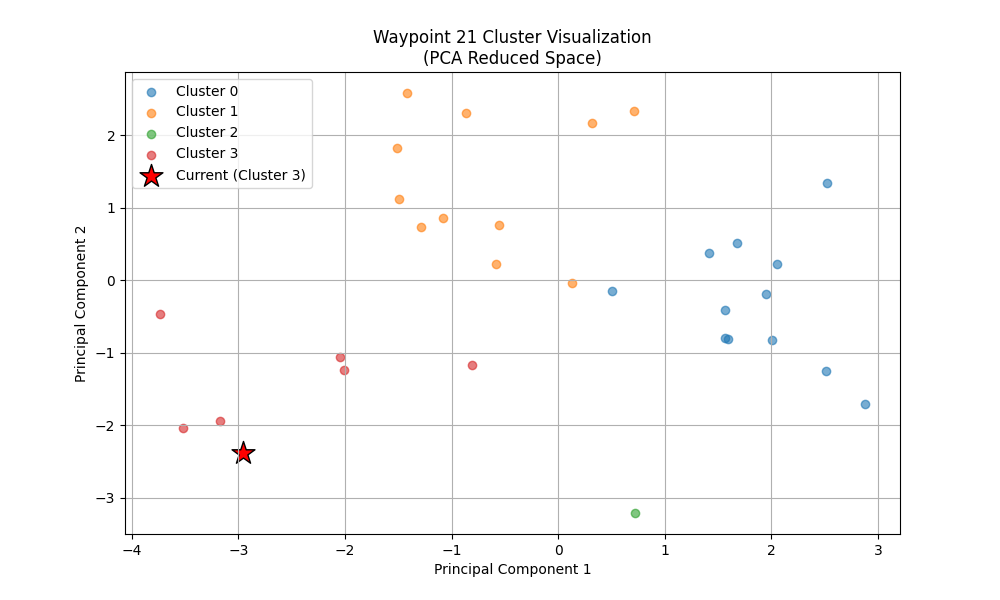 Waypoint 21 Cluster Visualization
(PCA Reduced Space)
Cluster 0
Cluster 1
Cluster 2
Cluster 3
Current (Cluster 3)
Principal Component 2
2
1
0
−1
−2
−3
−4
−3
−2
−1
0
1
2
3
Principal Component 1